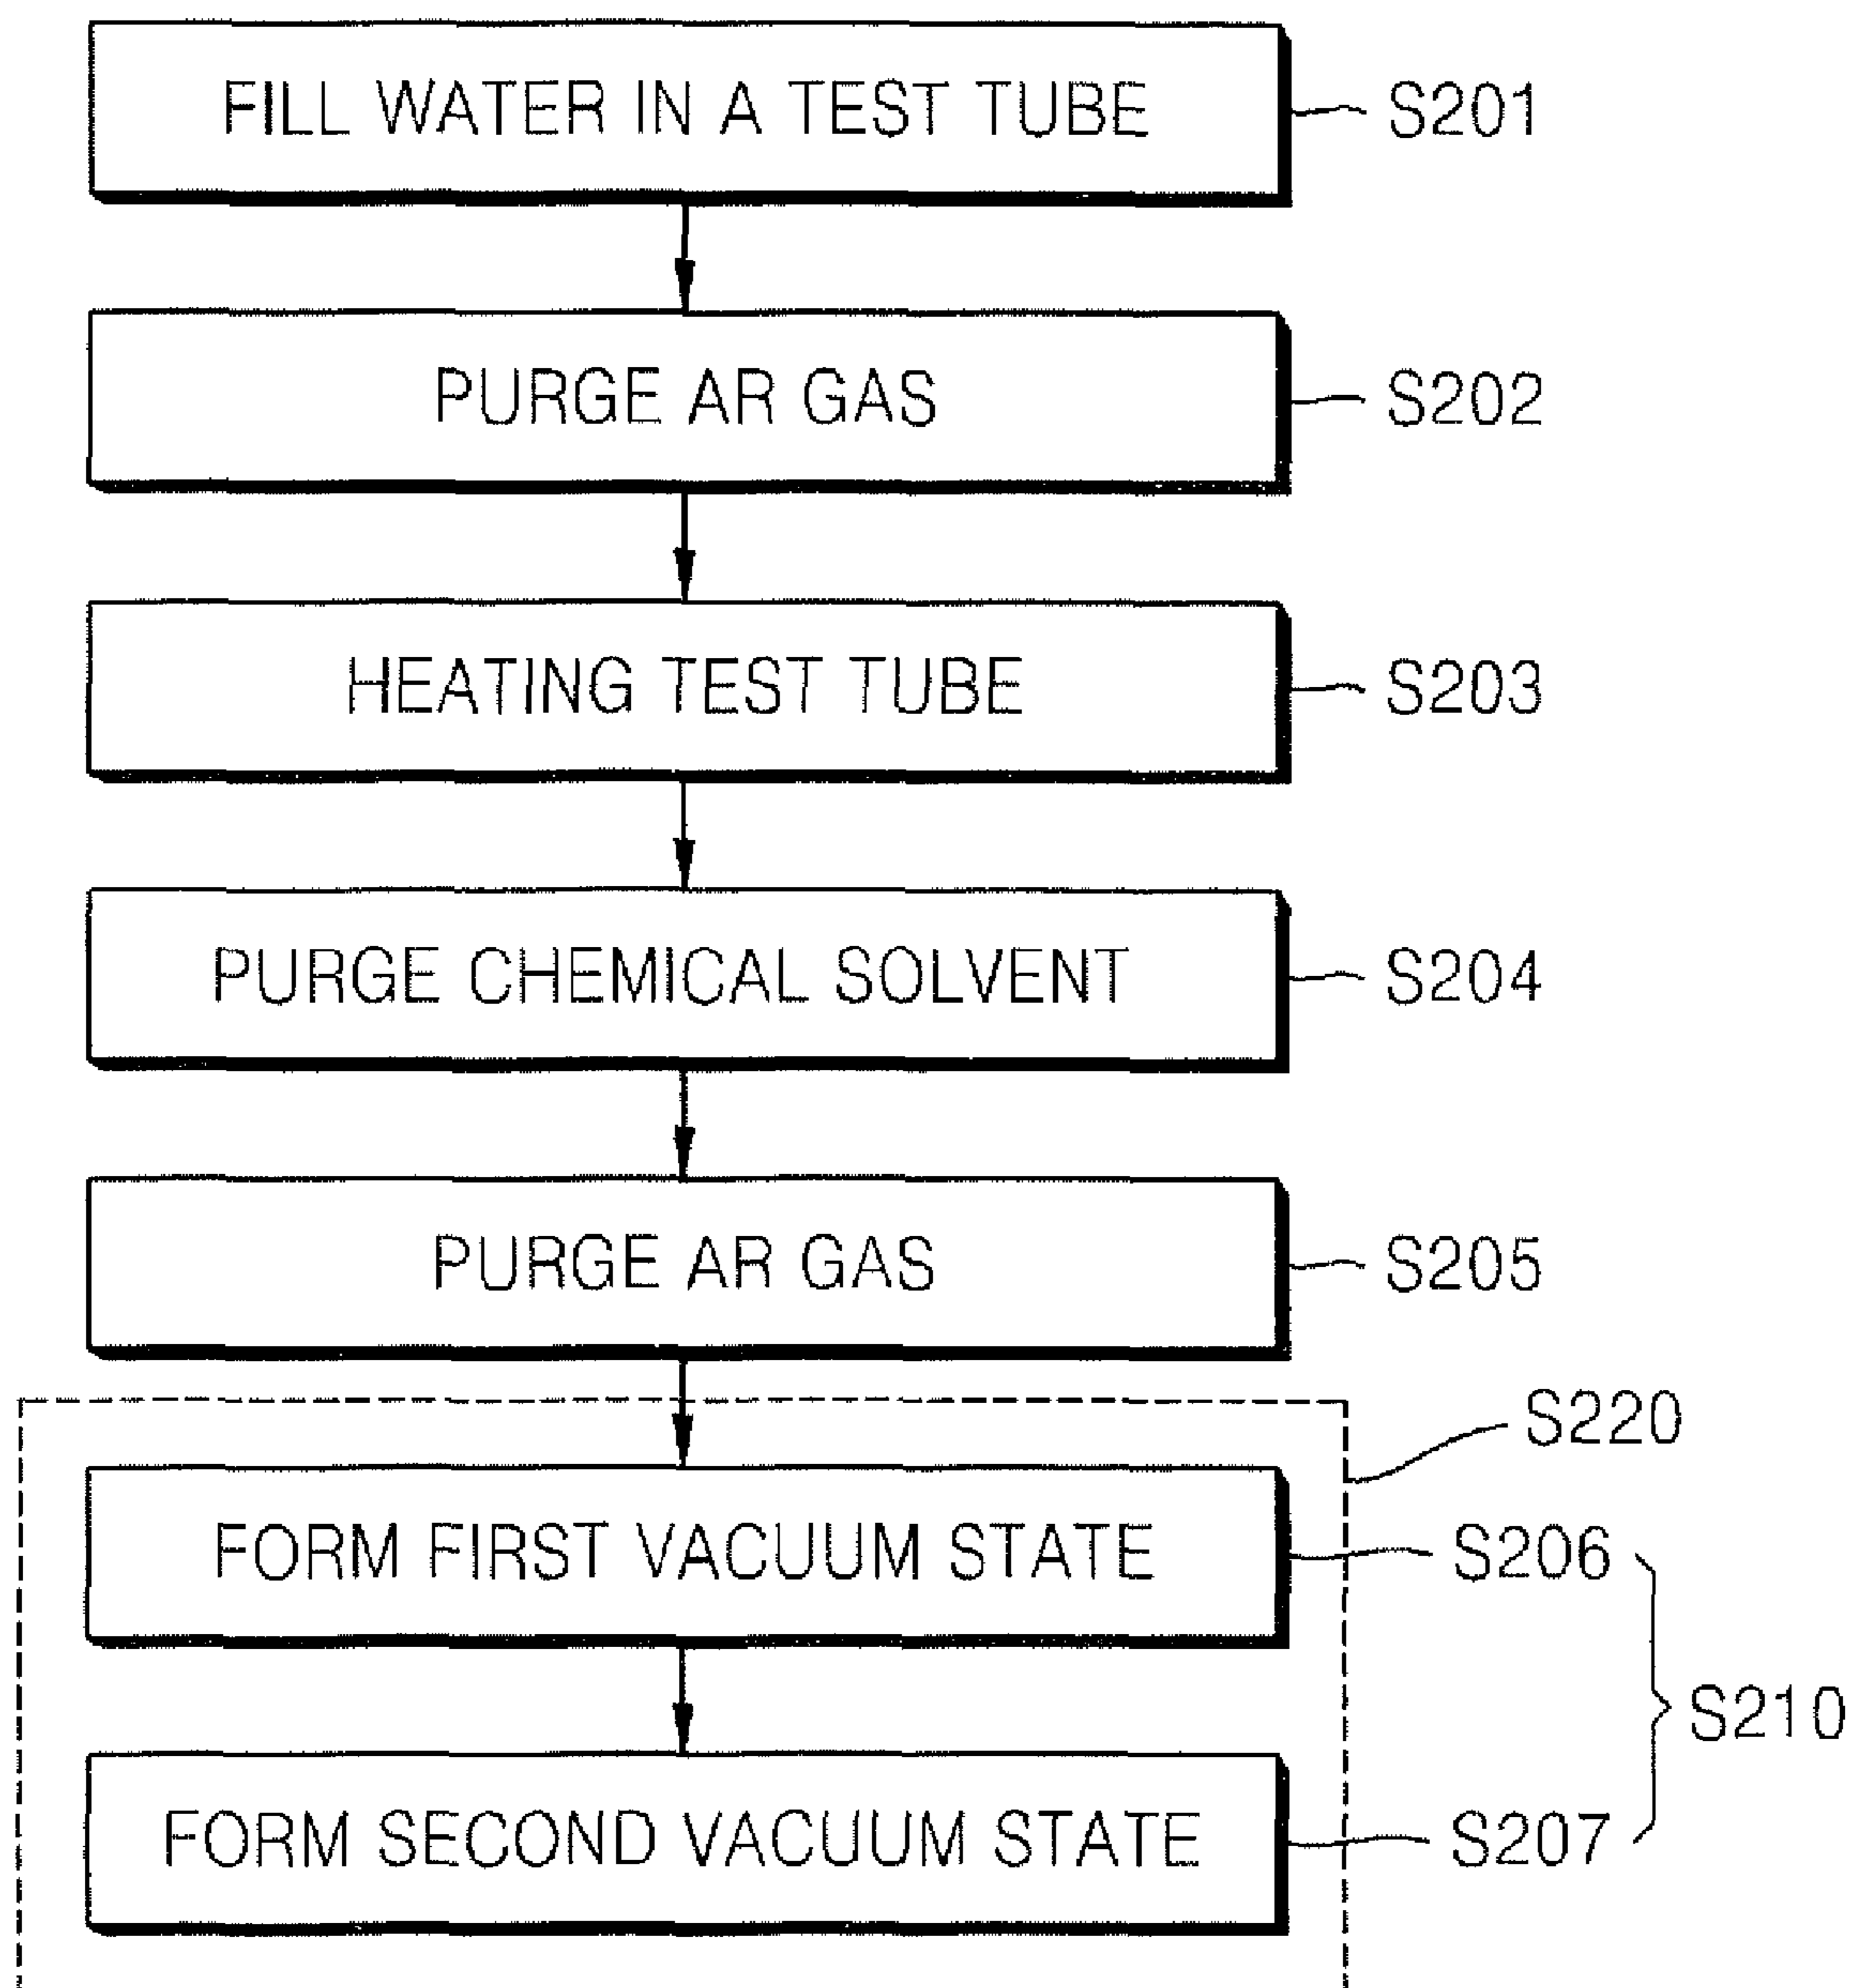 FILL WATER IN A TEST TUBE
S201
PURGE AR GAS
S202
HEATING TEST TUBE
S203
PURGE CHEMICAL SOLVENT
S204
PURGE AR GAS
S205
S220
FORM FIRST VACUUM STATE
S206
S210
FORM SECOND VACUUM STATE
S207